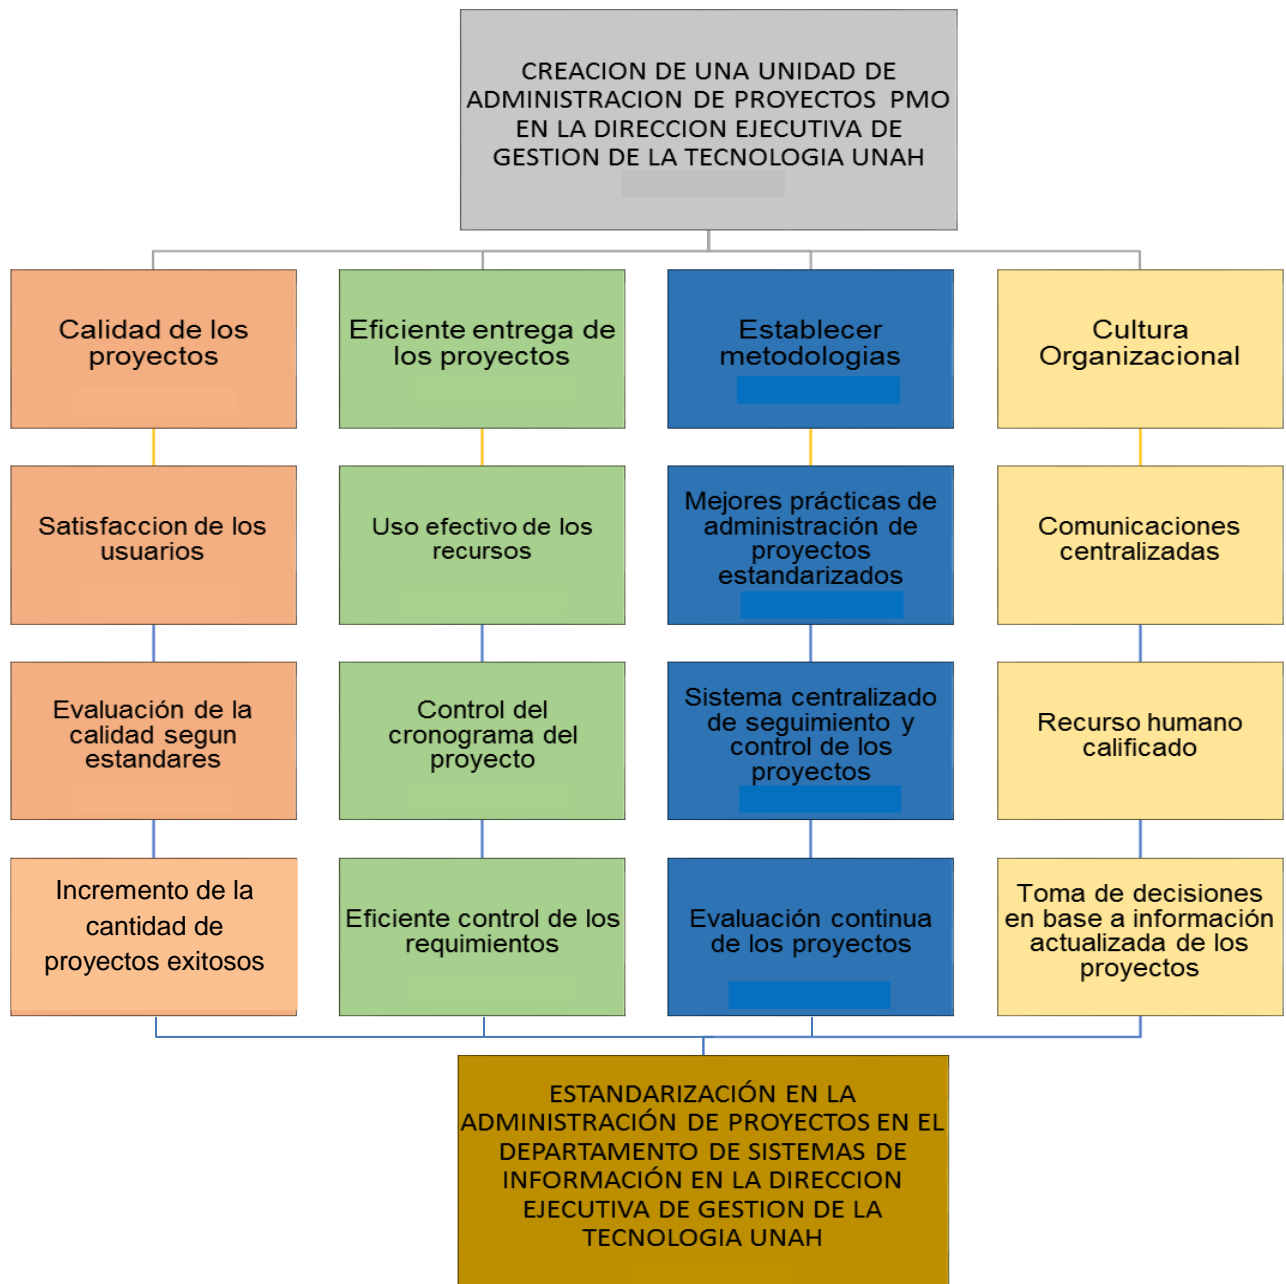 CREACION DE UNA UNIDAD DE
ADMINISTRACION DE PROYECTOS PMO
EN LA DIRECCION EJECUTIVA DE
GESTION DE LA TECNOLOGIA UNAH
Calidad de los
proyectos
Eficiente entrega de
los proyectos
Establecer
metodologias
Cultura
Organizacional
Satisfaccion de los
usuarios
Uso efectivo de los
recursos
Mejores prácticas de
administración de
proyectos
estandarizados
Comunicaciones
centralizadas
Evaluación de la
calidad segun
estandares
Control del
cronograma del
proyecto
Sistema centralizado
de seguimiento y
control de los
proyectos
Recurso humano
calificado
Incremento de la
cantidad de
proyectos exitosos
Eficiente control de los
requimientos
Evaluación continua
de los proyectos
Toma de decisiones
en base a información
actualizada de los
proyectos
ESTANDARIZACIÓN EN LA
ADMINISTRACIÓN DE PROYECTOS EN EL
DEPARTAMENTO DE SISTEMAS DE
INFORMACIÓN EN LA DIRECCION
EJECUTIVA DE GESTION DE LA
TECNOLOGIA UNAH